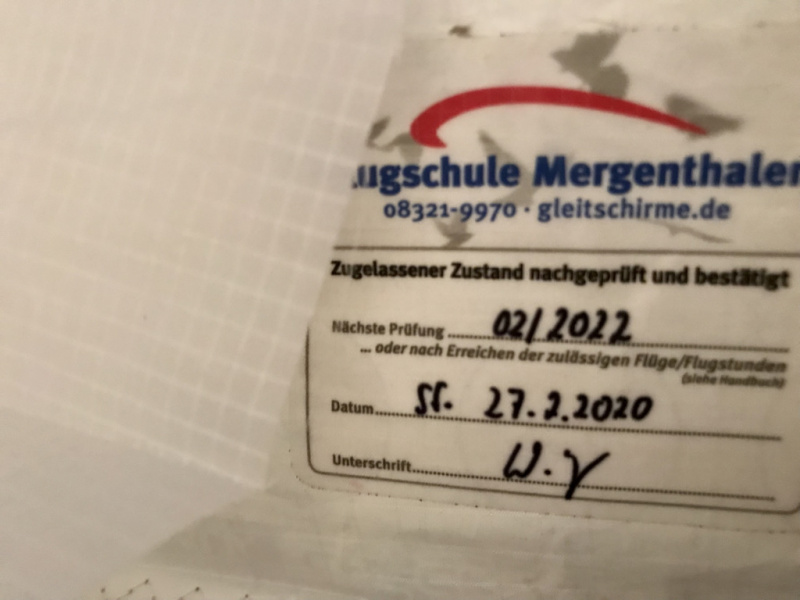 ugschule Mergenthaler
08321-9970 · gleitschirme.de
Zugelassener Zustand nachgeprüft und bestätigt
Nächste Prüfung 02/2022
... oder nach Erreichen der zulässigen Flüge/Flugstunden
(siehe Handbuch)
Datum 27.2.2020
Unterschrift W.